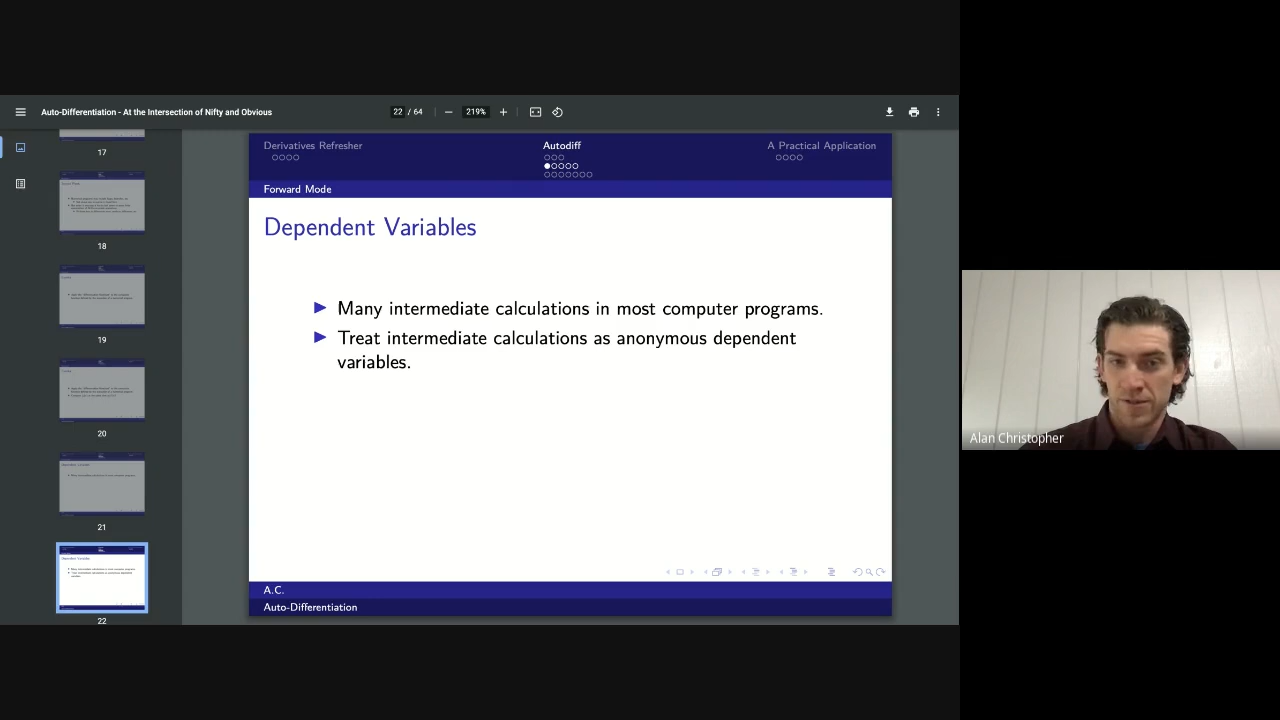 Auto-Differentiation - At the Intersection of Nifty and Obvious
22 / 64
219%
17
18
19
20
21
22
Derivatives Refresher
Autodiff
A Practical Application
Forward Mode
Dependent Variables
Many intermediate calculations in most computer programs.
Treat intermediate calculations as anonymous dependent
variables.
A.C.
Auto-Differentiation
Alan Christopher